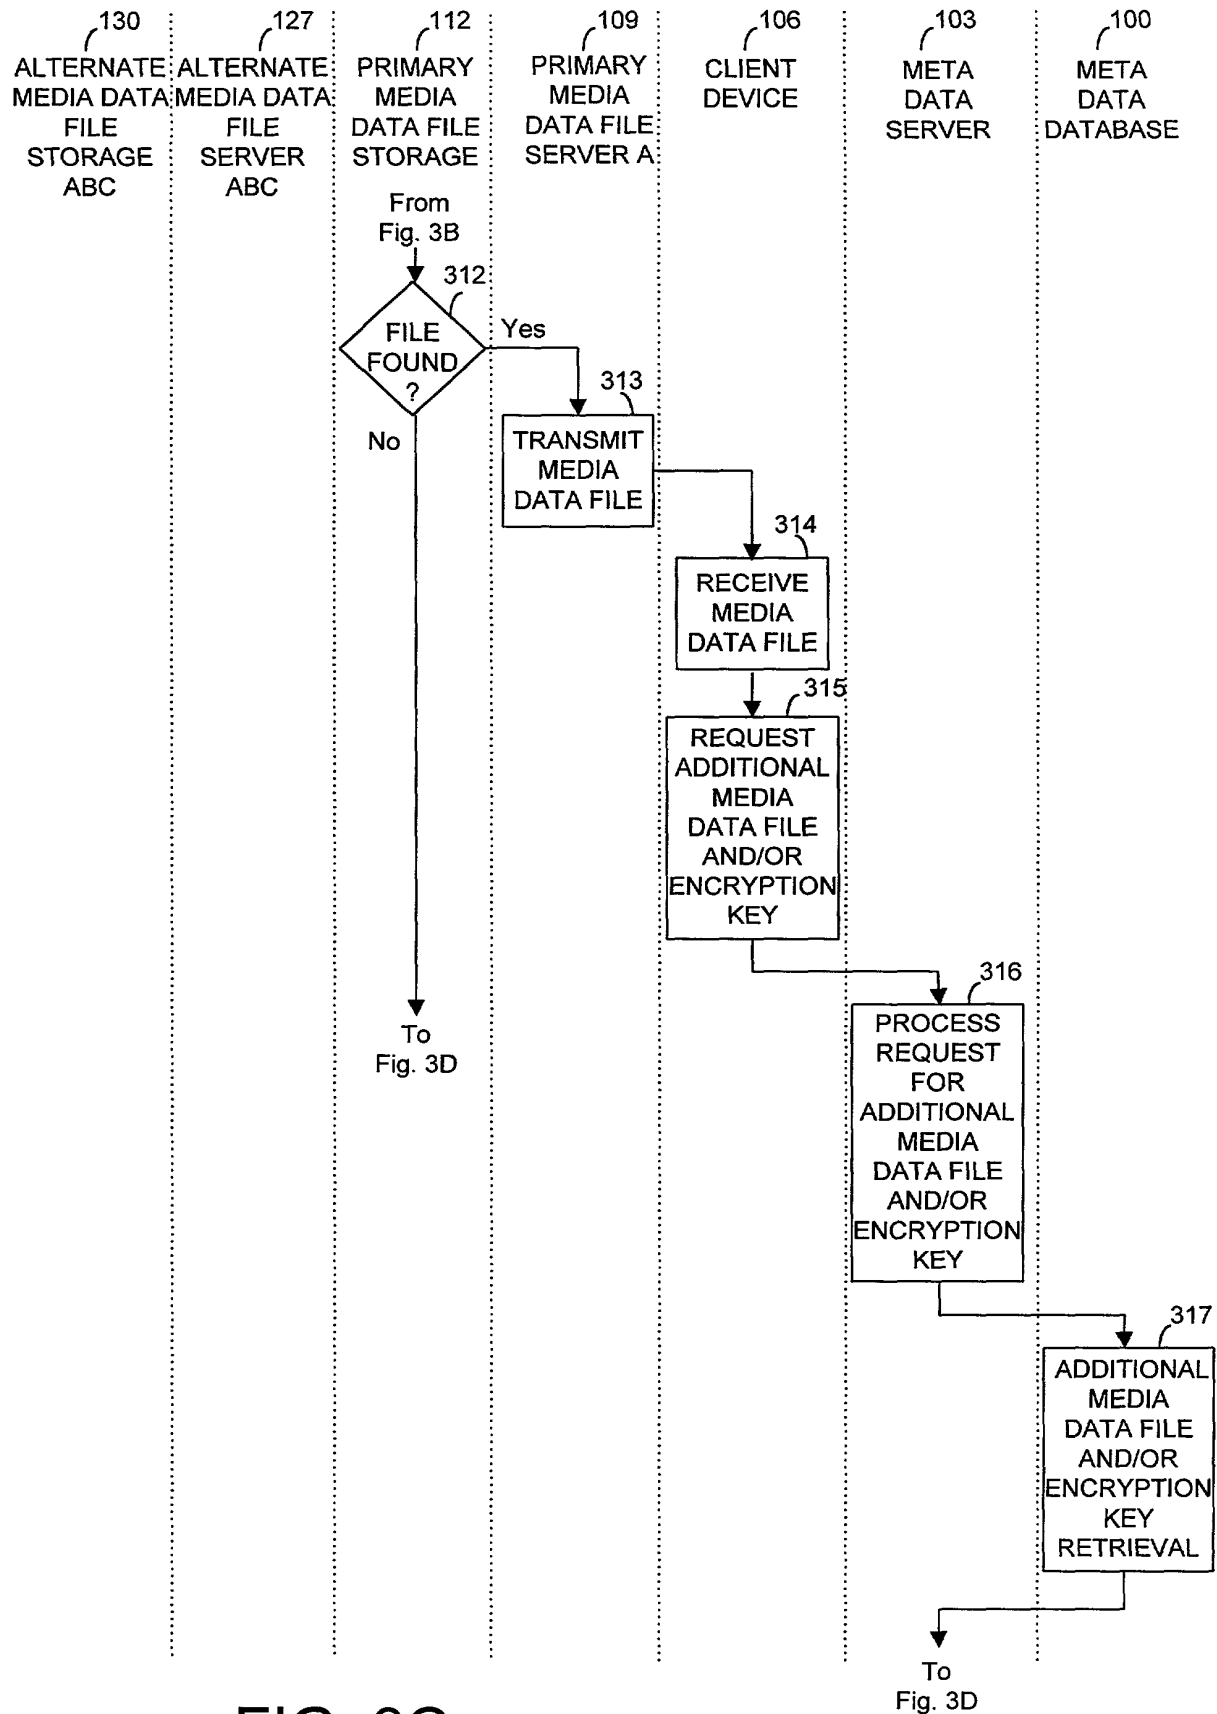 130
ALTERNATE
MEDIA DATA
FILE
STORAGE
ABC
127
ALTERNATE
MEDIA DATA
FILE
SERVER
ABC
112
PRIMARY
MEDIA
DATA FILE
STORAGE
109
PRIMARY
MEDIA
DATA FILE
SERVER A
106
CLIENT
DEVICE
103
META
DATA
SERVER
100
META
DATA
DATABASE
From
Fig. 3B
312
FILE
FOUND
?
Yes
No
313
TRANSMIT
MEDIA
DATA FILE
314
RECEIVE
MEDIA
DATA FILE
315
REQUEST
ADDITIONAL
MEDIA
DATA FILE
AND/OR
ENCRYPTION
KEY
316
PROCESS
REQUEST
FOR
ADDITIONAL
MEDIA
DATA FILE
AND/OR
ENCRYPTION
KEY
To
Fig. 3D
317
ADDITIONAL
MEDIA
DATA FILE
AND/OR
ENCRYPTION
KEY
RETRIEVAL
To
Fig. 3D